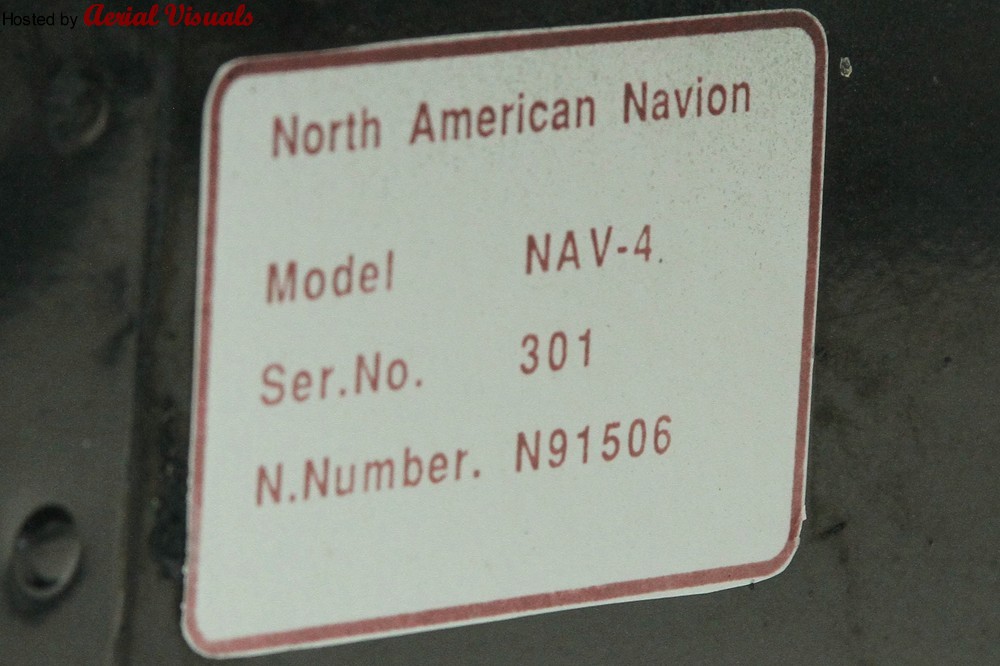 Hosted by Aerial Visuals
North American Navion
Model NAV-4.
Ser.No. 301
N.Number. N91506